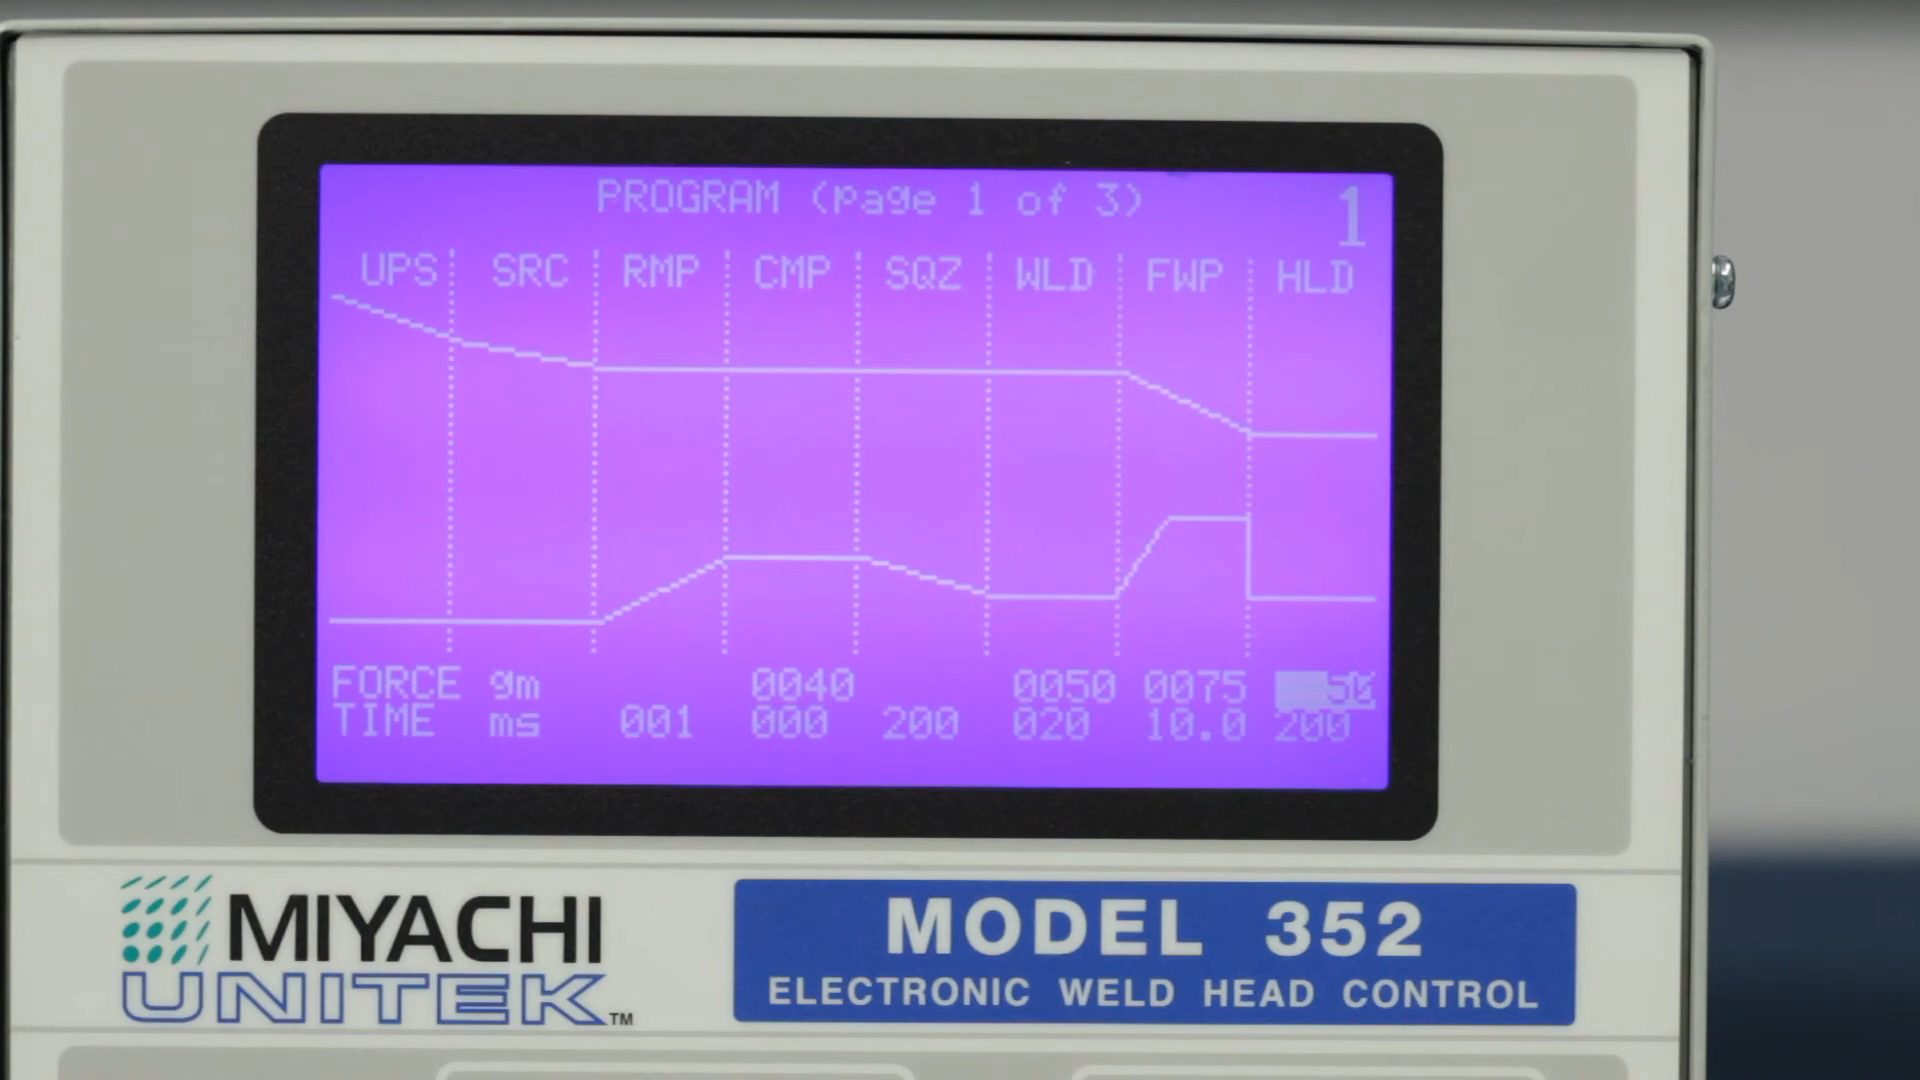 PROGRAM (page 1 of 3) 1
UPS SRC RMP CMP SQZ WLD FWP HLD
FORCE gm 0040 0050 0075
TIME ms 001 000 200 020 10.0 200
MIYACHI
UNITEK™
MODEL 352
ELECTRONIC WELD HEAD CONTROL